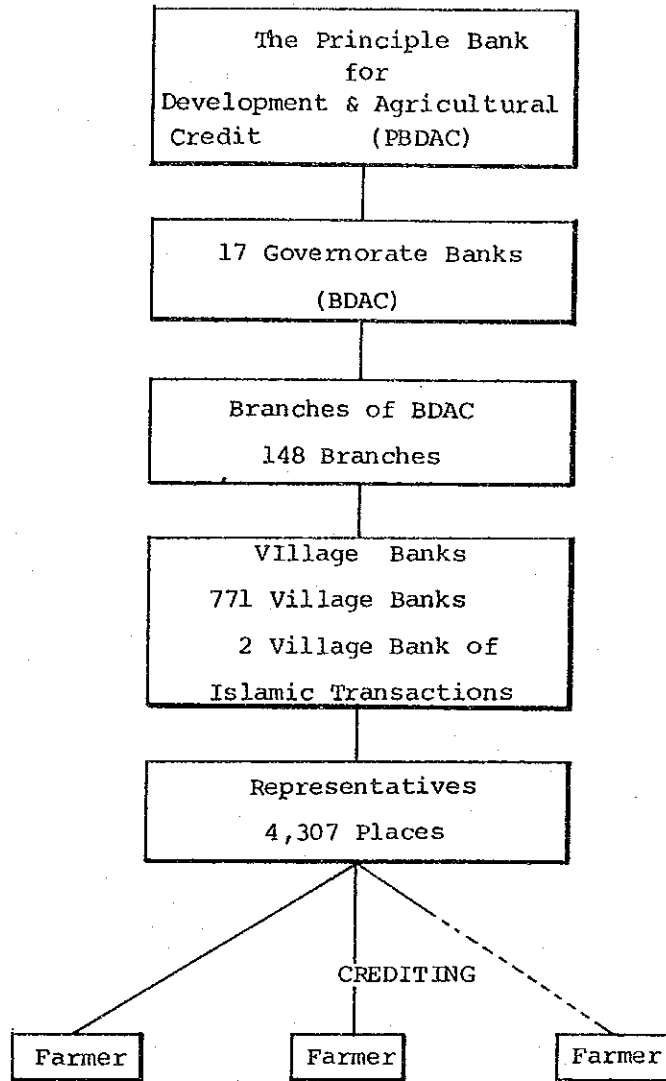 The Principle Bank
for
Development & Agricultural
Credit (PBDAC)
17 Governorate Banks
(BDAC)
Branches of BDAC
148 Branches
VIllage Banks
771 Village Banks
2 Village Bank of
Islamic Transactions
Representatives
4,307 Places
CREDITING
Farmer Farmer Farmer